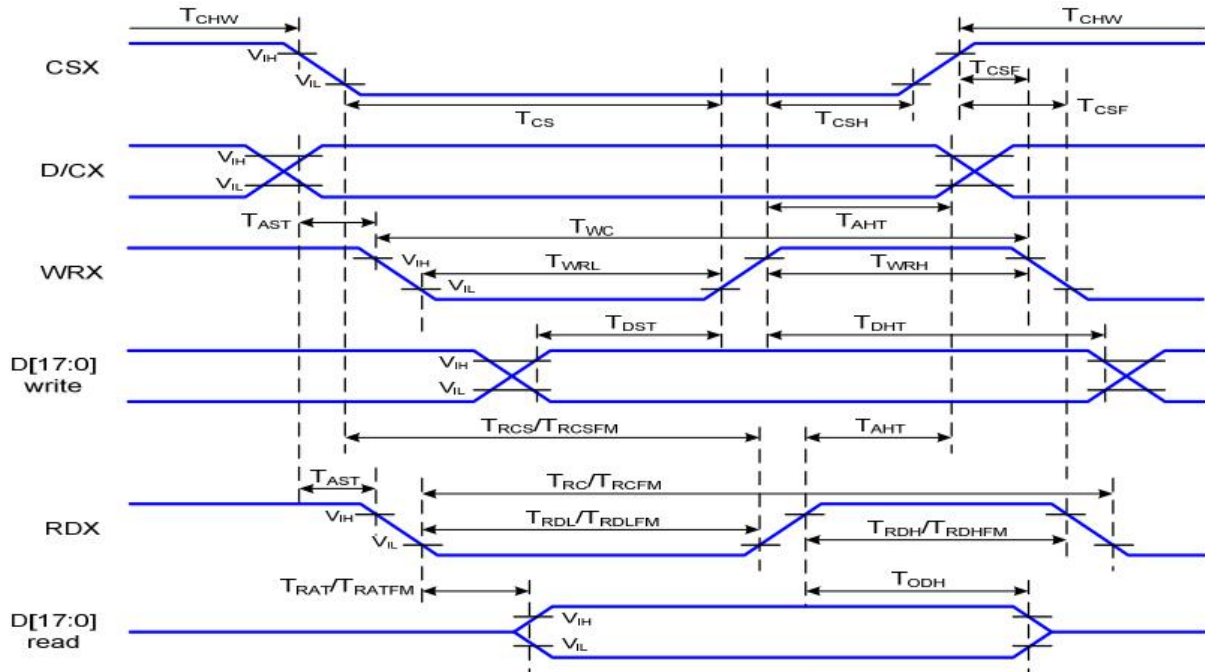 TCHW TCHW
VIH
CSX
TCSF
VIL
TCSF
TCS TCSH
VIH
D/CX
VIL
TAST TAHT
TWC
WRX VIH TWRL TWRH
VIL
TDST TDHT
D[17:0] VIH
write VIL
TRCS/TRCSFM TAHT
TAST TRC/TRCFM
VIH
RDX TRDL/TRDLFM TRDH/TRDHFM
VIL
TRAT/TRATFM TODH
D[17:0] VIH
read VIL